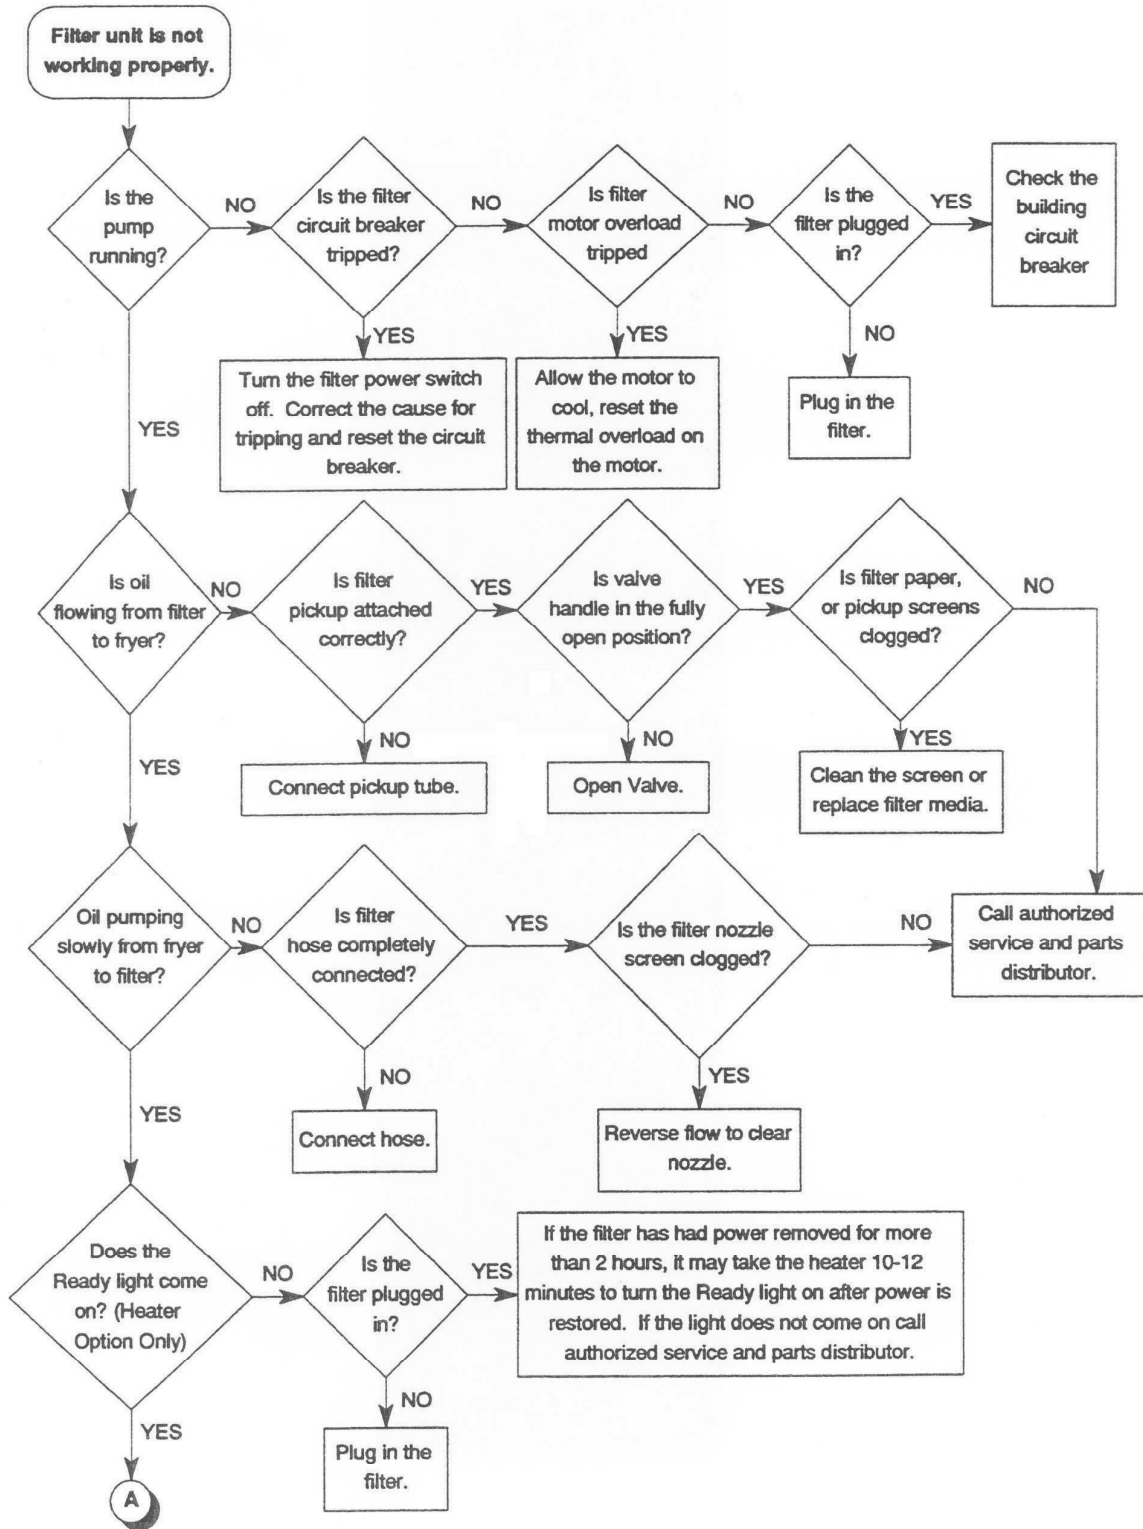 Filter unit is not
working properly.
Is the
pump
running?
NO
Is the filter
circuit breaker
tripped?
NO
Is filter
motor overload
tripped
NO
Is the
filter plugged
in?
YES
Check the
building
circuit
breaker
YES
Turn the filter power switch
off. Correct the cause for
tripping and reset the circuit
breaker.
YES
Allow the motor to
cool, reset the
thermal overload on
the motor.
NO
Plug in the
filter.
YES
Is oil
flowing from filter
to fryer?
NO
Is filter
pickup attached
correctly?
YES
Is valve
handle in the fully
open position?
YES
Is filter paper,
or pickup screens
clogged?
NO
NO
Connect pickup tube.
NO
Open Valve.
YES
Clean the screen or
replace filter media.
YES
Oil pumping
slowly from fryer
to filter?
NO
Is filter
hose completely
connected?
YES
Is the filter nozzle
screen clogged?
NO
Call authorized
service and parts
distributor.
NO
Connect hose.
YES
Reverse flow to clear
nozzle.
YES
Does the
Ready light come
on? (Heater
Option Only)
NO
Is the
filter plugged
in?
YES
If the filter has had power removed for more
than 2 hours, it may take the heater 10-12
minutes to turn the Ready light on after power is
restored. If the light does not come on call
authorized service and parts distributor.
NO
Plug in the
filter.
YES
A